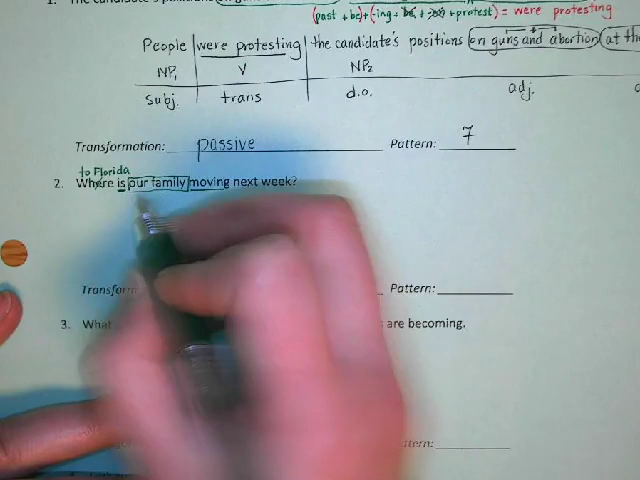 (past + be) + (ing + be + + protest) = were protesting
People were protesting the candidate's positions on guns and abortion at the
NP1 V NP2
subj. trans d.o. adj.
Transformation: passive Pattern: 7
to Florida
2. Where is our family moving next week?
Pattern:
3. What are becoming.